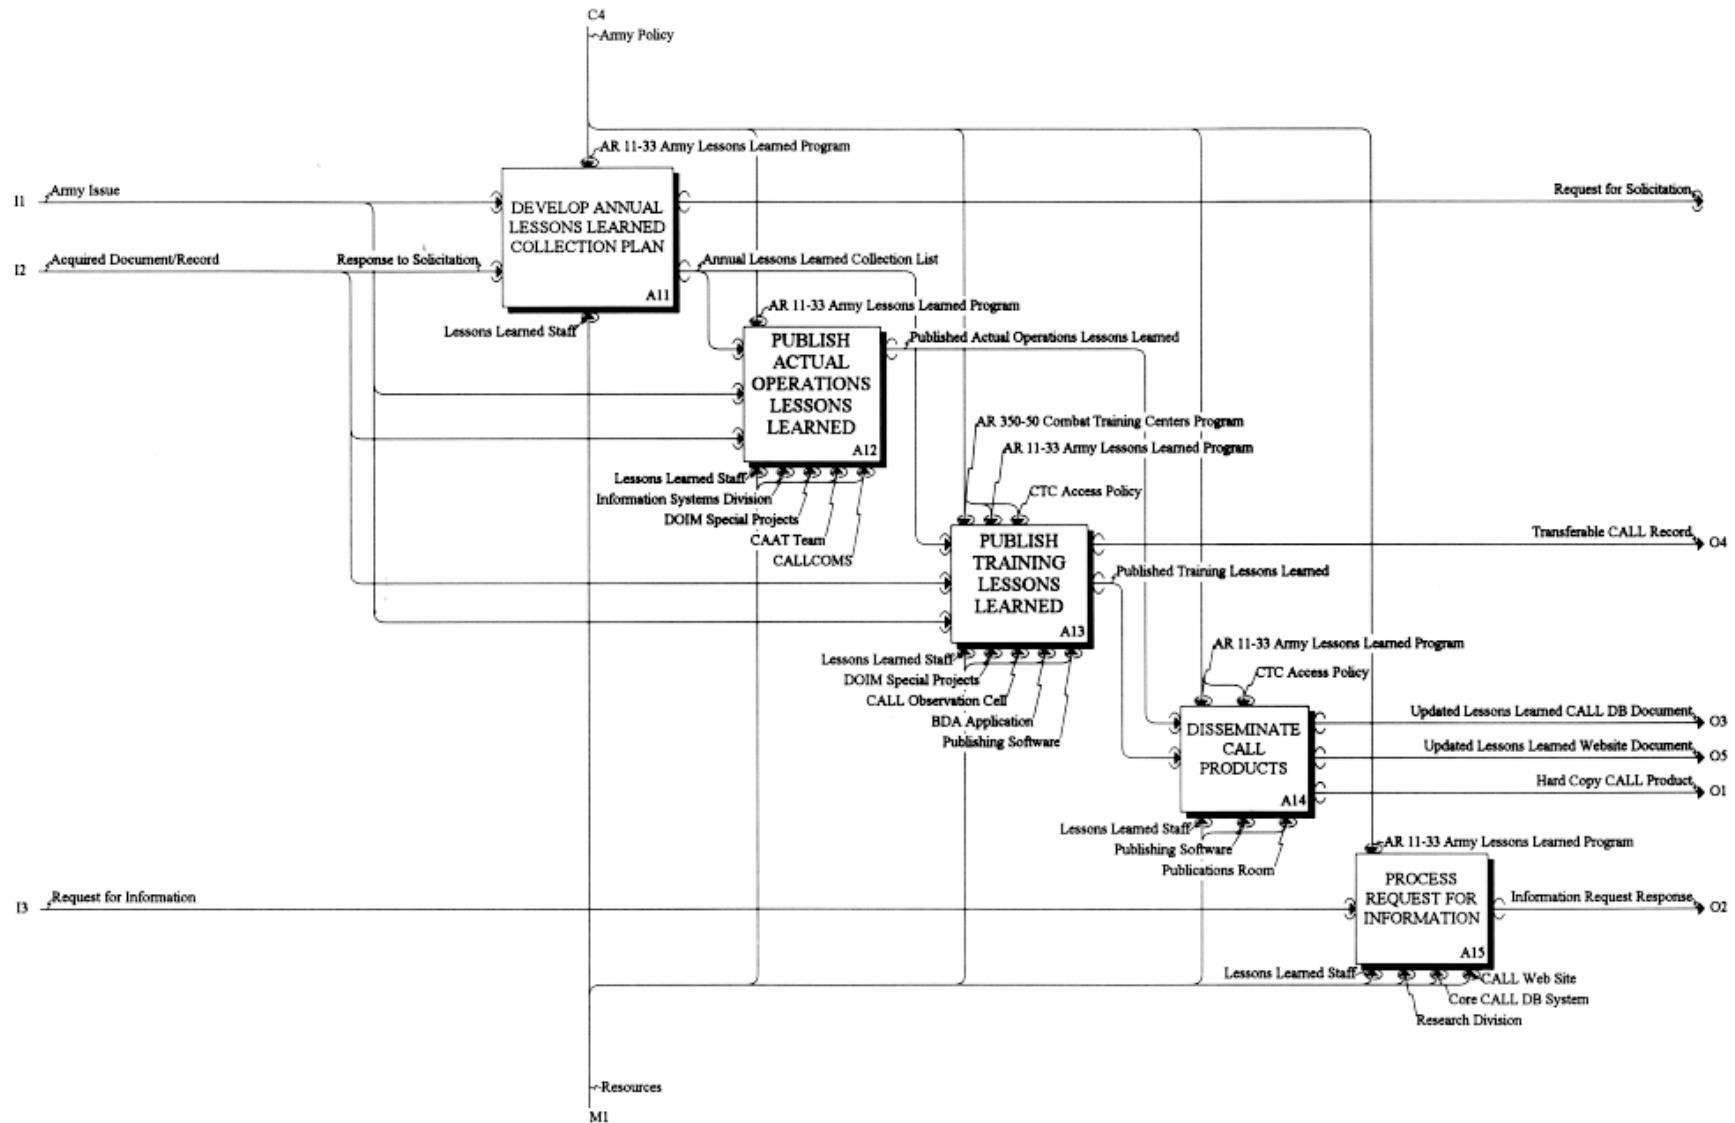 C4
Army Policy
AR 11-33 Army Lessons Learned Program
I1
Army Issue
Request for Solicitation
DEVELOP ANNUAL
LESSONS LEARNED
COLLECTION PLAN
A11
I2
Acquired Document/Record
Response to Solicitation
Annual Lessons Learned Collection List
Lessons Learned Staff
AR 11-33 Army Lessons Learned Program
PUBLISH
ACTUAL
OPERATIONS
LESSONS
LEARNED
A12
Published Actual Operations Lessons Learned
Lessons Learned Staff
Information Systems Division
DOIM Special Projects
CAAT Team
CALLCOMS
AR 350-50 Combat Training Centers Program
AR 11-33 Army Lessons Learned Program
CTC Access Policy
PUBLISH
TRAINING
LESSONS
LEARNED
A13
Transferable CALL Record
O4
Published Training Lessons Learned
Lessons Learned Staff
DOIM Special Projects
CALL Observation Cell
BDA Application
Publishing Software
AR 11-33 Army Lessons Learned Program
CTC Access Policy
DISSEMINATE
CALL
PRODUCTS
A14
Updated Lessons Learned CALL DB Document
O3
Updated Lessons Learned Website Document
O5
Hard Copy CALL Product
O1
Lessons Learned Staff
Publishing Software
Publications Room
AR 11-33 Army Lessons Learned Program
I3
Request for Information
PROCESS
REQUEST FOR
INFORMATION
A15
Information Request Response
O2
Lessons Learned Staff
CALL Web Site
Core CALL DB System
Research Division
Resources
M1